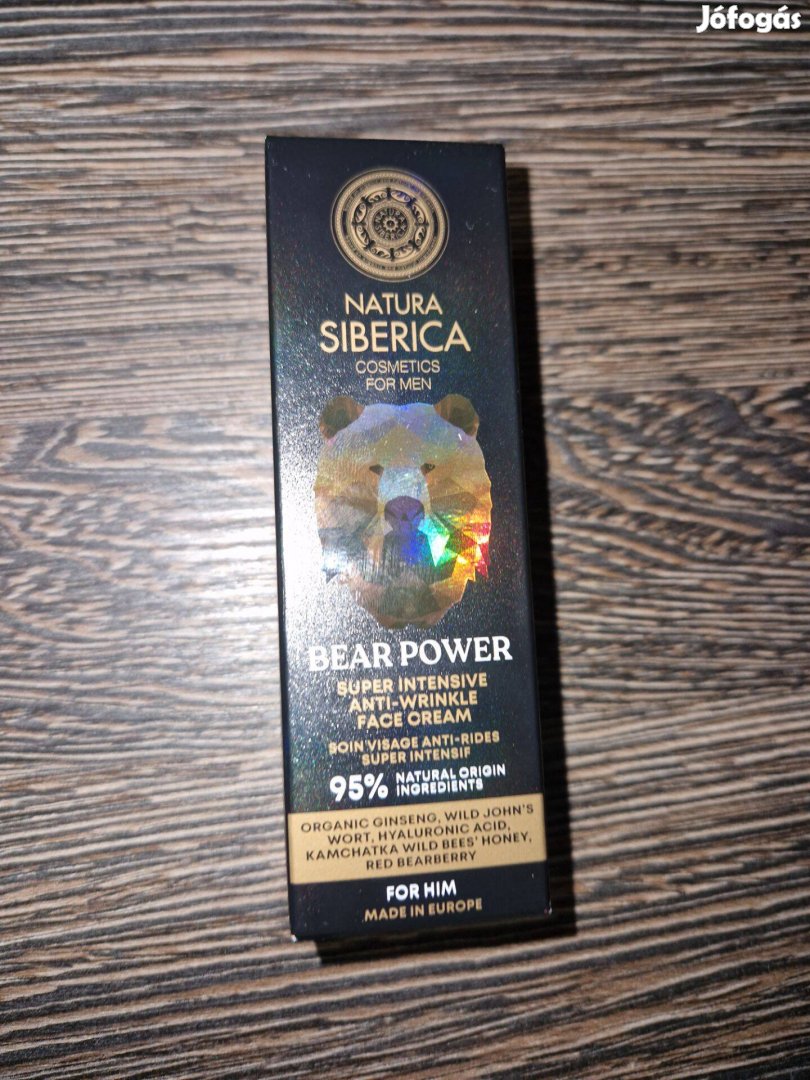 Jófogás
NATURA
SIBERICA
NATURA
SIBERICA
COSMETICS
FOR MEN
BEAR POWER
SUPER INTENSIVE
ANTI-WRINKLE
FACE CREAM
SOIN VISAGE ANTI-RIDES
SUPER INTENSIF
95% NATURAL ORIGIN
INGREDIENTS
ORGANIC GINSENG, WILD JOHN'S
WORT, HYALURONIC ACID,
KAMCHATKA WILD BEES' HONEY,
RED BEARBERRY
FOR HIM
MADE IN EUROPE